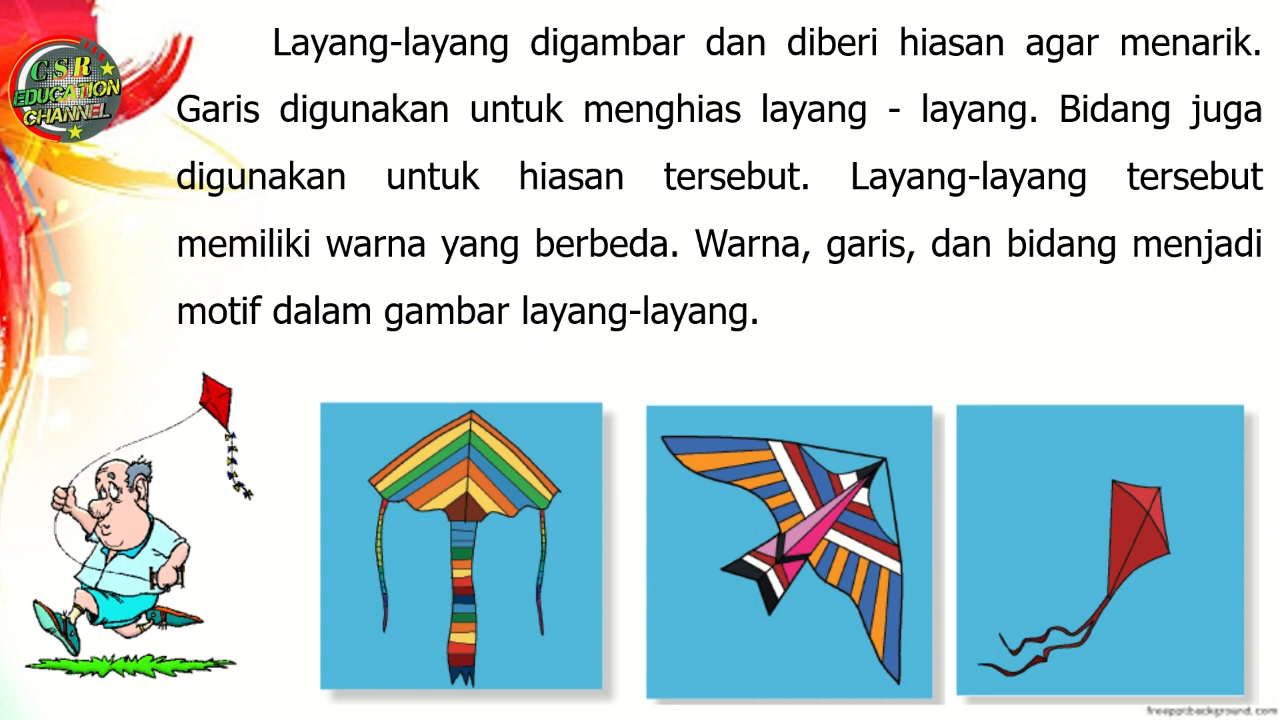 CSR
EDUCATION
CHANNEL
Layang-layang digambar dan diberi hiasan agar menarik.
Garis digunakan untuk menghias layang - layang. Bidang juga
digunakan untuk hiasan tersebut. Layang-layang tersebut
memiliki warna yang berbeda. Warna, garis, dan bidang menjadi
motif dalam gambar layang-layang.
freepptbackground.com